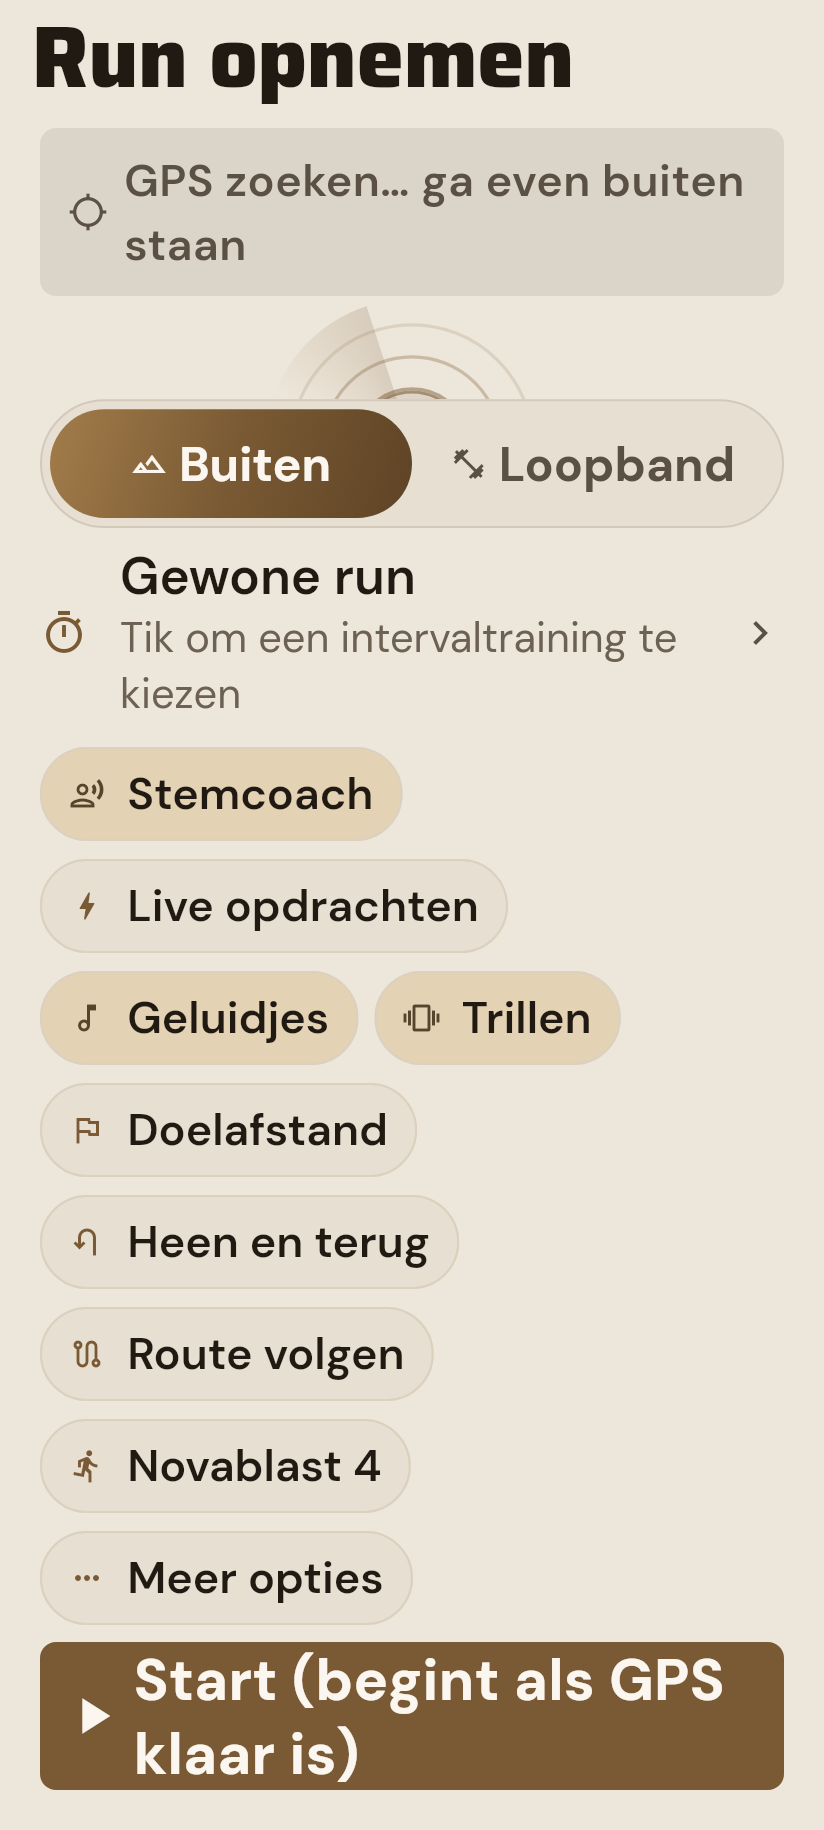 Run opnemen
GPS zoeken... ga even buiten
staan
Buiten
Loopband
Gewone run
Tik om een intervaltraining te
kiezen
Stemcoach
Live opdrachten
Geluidjes
Trillen
Doelafstand
Heen en terug
Route volgen
Novablast 4
Meer opties
Start (begint als GPS
klaar is)